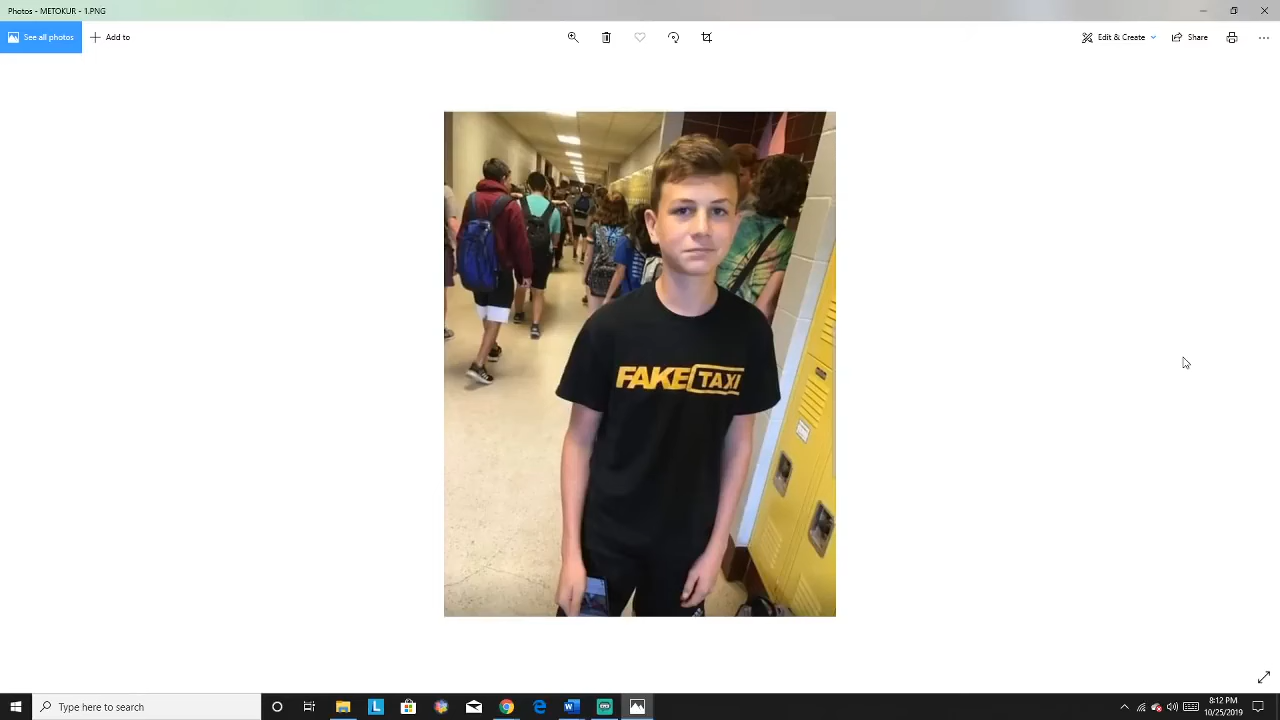 Photos - METOKUR - 1.PNG
See all photos
Add to
Edit & Create
Share
FAKE TAXI
Type here to search
8:12 PM
10/25/2019